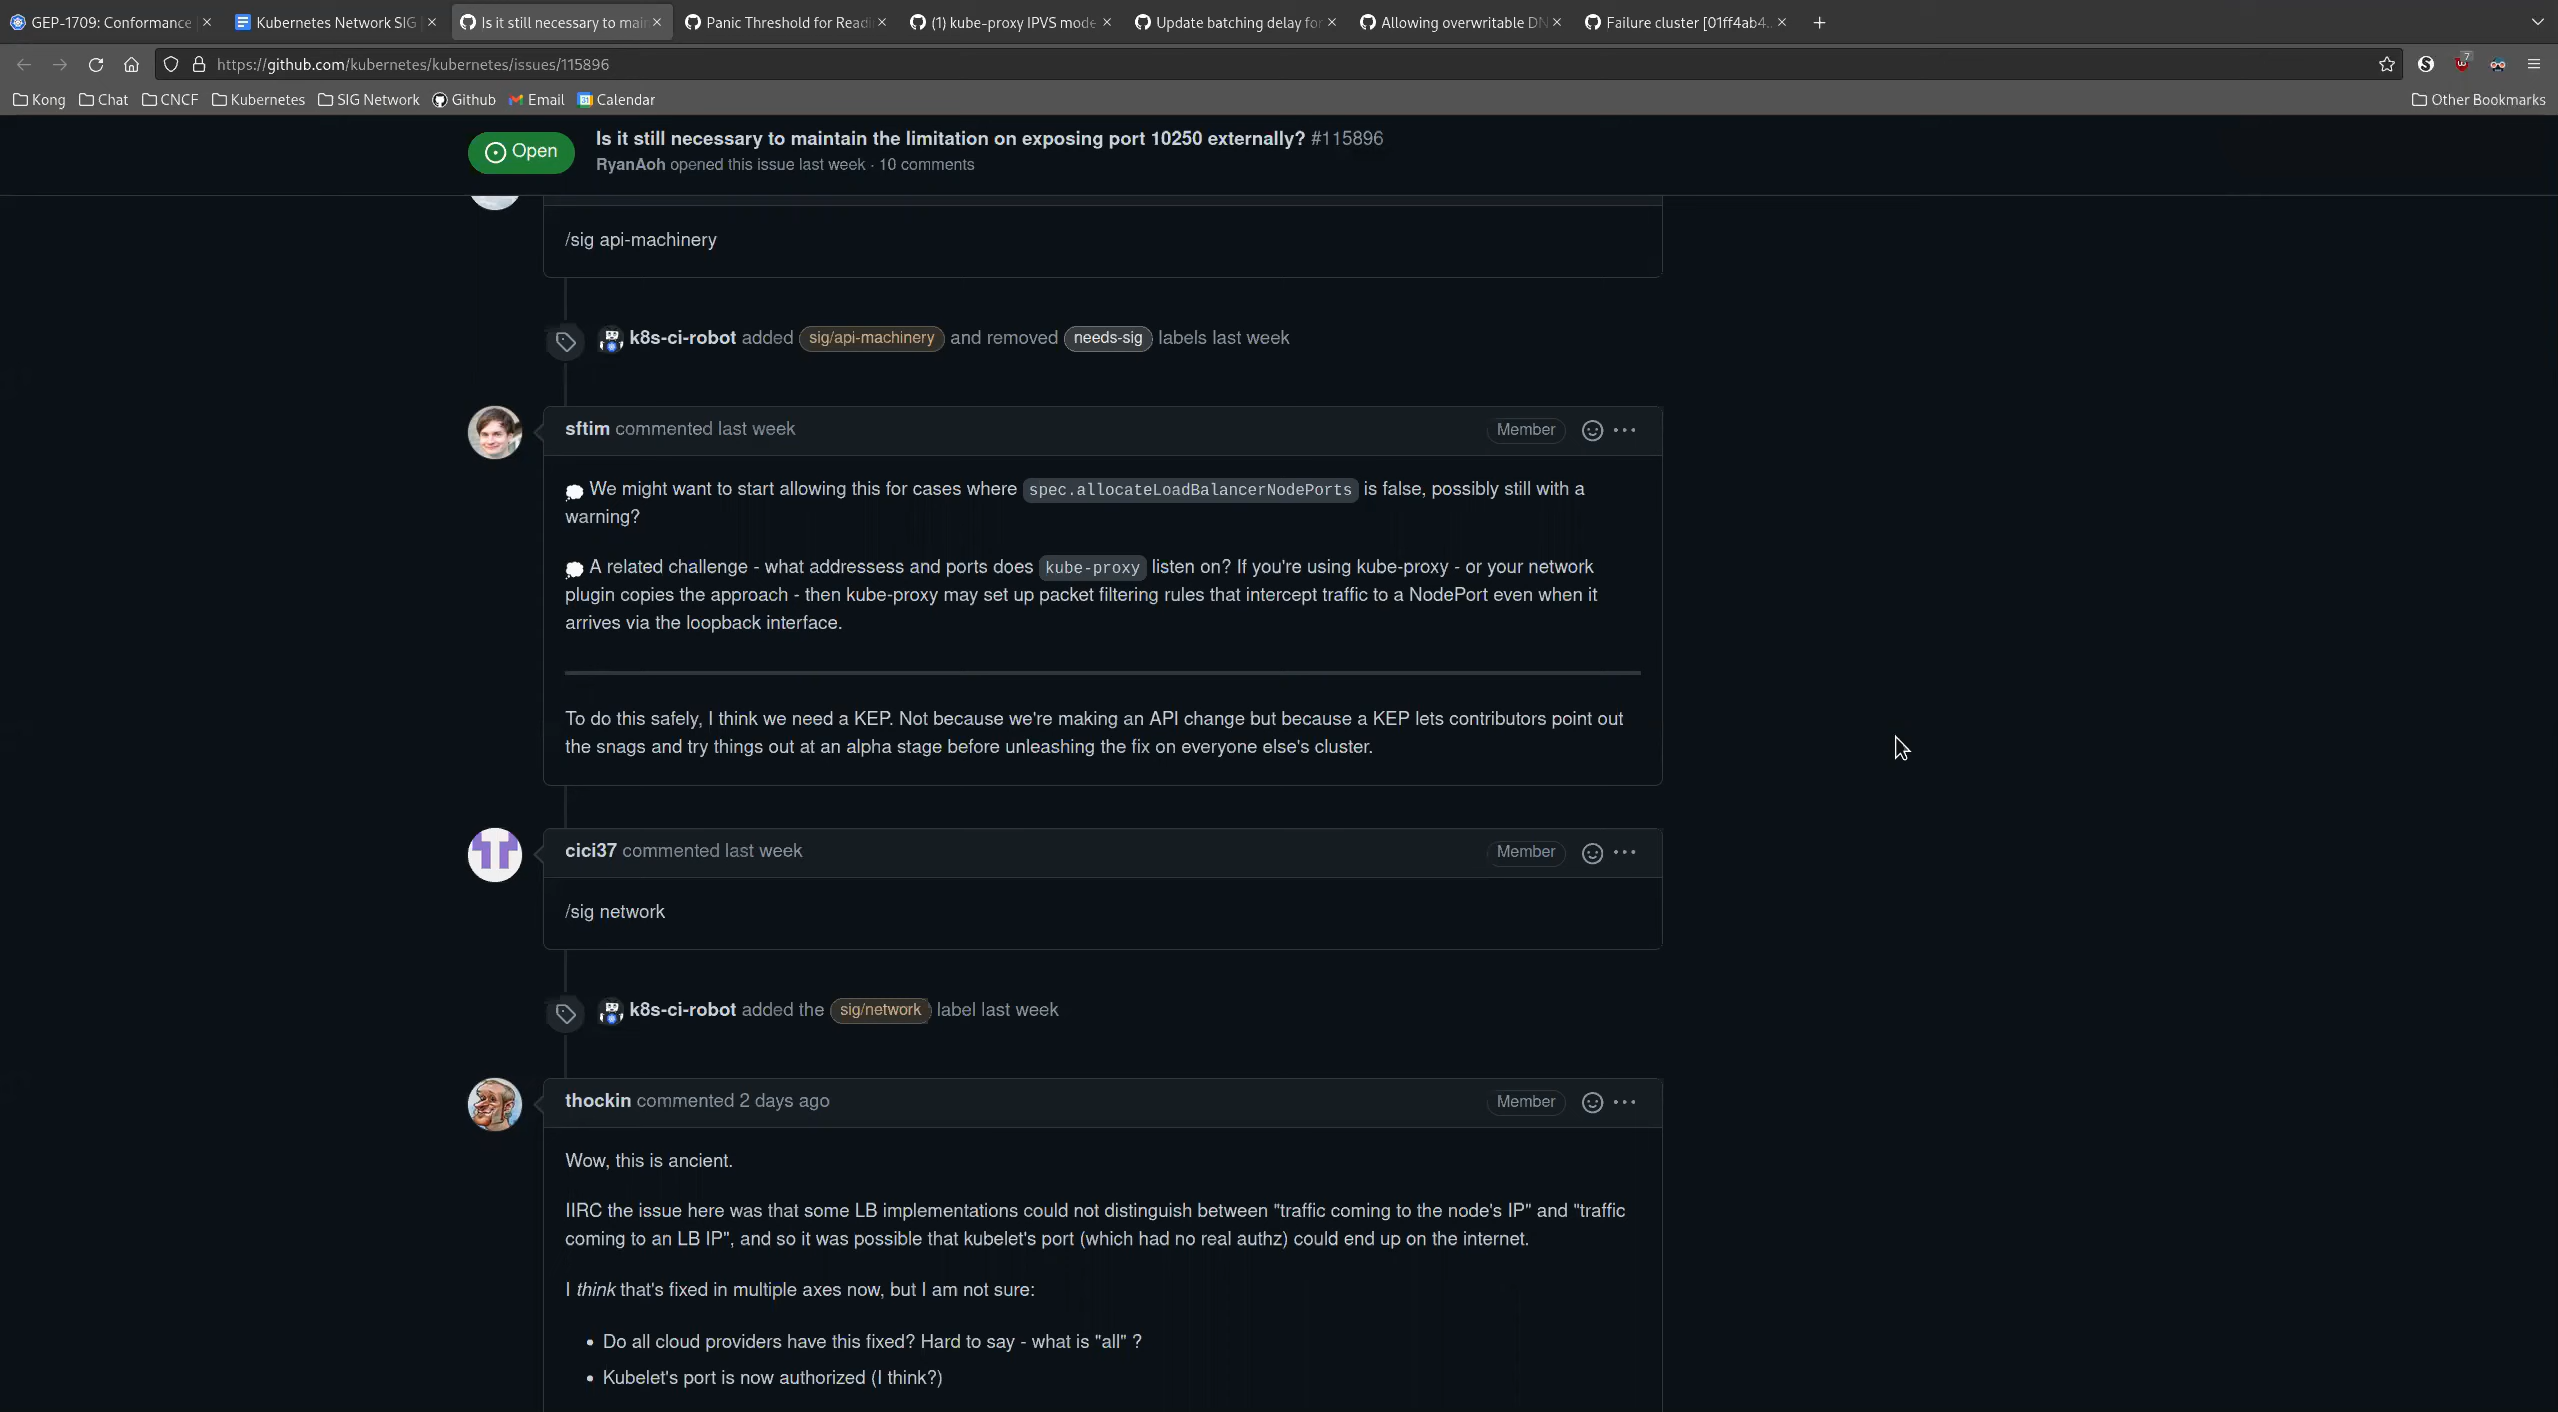 GEP-1709: Conformance
Kubernetes Network SIG
Is it still necessary to main
Panic Threshold for Readi
(1) kube-proxy IPVS mode
Update batching delay for
Allowing overwritable DN
Failure cluster [01ff4ab4..
https://github.com/kubernetes/kubernetes/issues/115896
7
Kong
Chat
CNCF
Kubernetes
SIG Network
Github
Email
Calendar
Other Bookmarks
Open
Is it still necessary to maintain the limitation on exposing port 10250 externally? #115896
RyanAoh opened this issue last week · 10 comments
/sig api-machinery
k8s-ci-robot added sig/api-machinery and removed needs-sig labels last week
sftim commented last week
Member
We might want to start allowing this for cases where spec.allocateLoadBalancerNodePorts is false, possibly still with a
warning?
A related challenge - what addressess and ports does kube-proxy listen on? If you're using kube-proxy - or your network
plugin copies the approach - then kube-proxy may set up packet filtering rules that intercept traffic to a NodePort even when it
arrives via the loopback interface.
To do this safely, I think we need a KEP. Not because we're making an API change but because a KEP lets contributors point out
the snags and try things out at an alpha stage before unleashing the fix on everyone else's cluster.
cici37 commented last week
Member
/sig network
k8s-ci-robot added the sig/network label last week
thockin commented 2 days ago
Member
Wow, this is ancient.
IIRC the issue here was that some LB implementations could not distinguish between "traffic coming to the node's IP" and "traffic
coming to an LB IP", and so it was possible that kubelet's port (which had no real authz) could end up on the internet.
I think that's fixed in multiple axes now, but I am not sure:
• Do all cloud providers have this fixed? Hard to say - what is "all" ?
• Kubelet's port is now authorized (I think?)